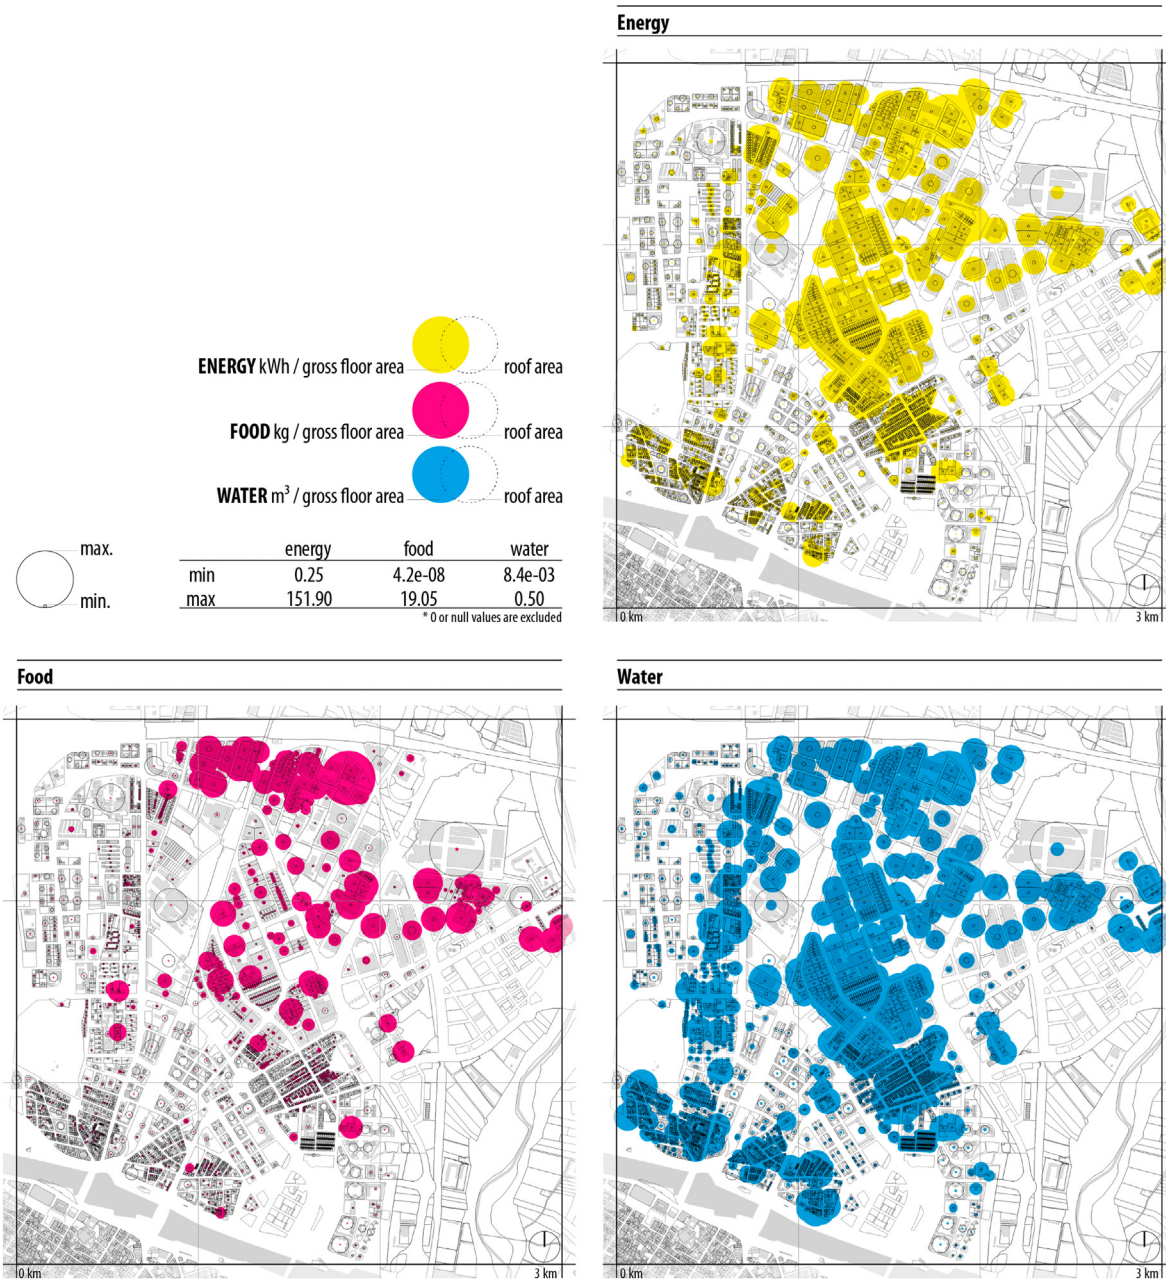 Energy
ENERGY kWh / gross floor area
roof area
FOOD kg / gross floor area
roof area
WATER m³ / gross floor area
roof area
max.
min.
energy food water
min 0.25 4.2e-08 8.4e-03
max 151.90 19.05 0.50
* 0 or null values are excluded
0 km
3 km
Food
Water
0 km
3 km
0 km
3 km